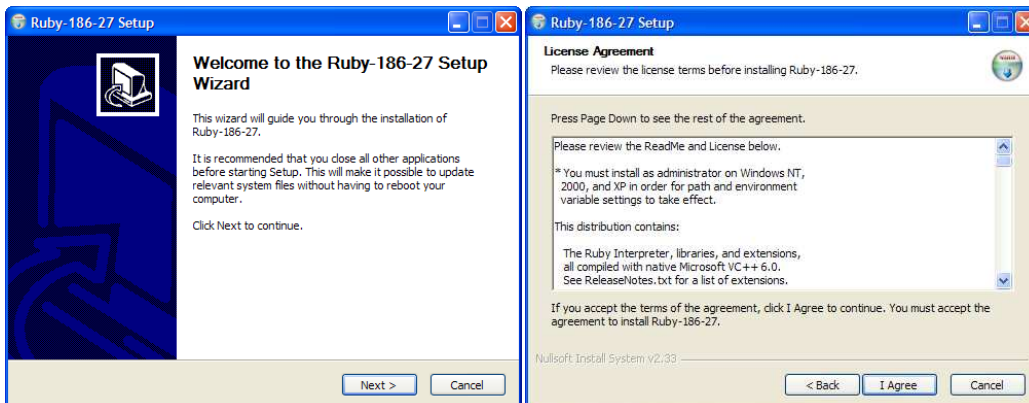 Ruby-186-27 Setup
Welcome to the Ruby-186-27 Setup
Wizard
This wizard will guide you through the installation of
Ruby-186-27.
It is recommended that you close all other applications
before starting Setup. This will make it possible to update
relevant system files without having to reboot your
computer.
Click Next to continue.
Next >
Cancel
Ruby-186-27 Setup
License Agreement
Please review the license terms before installing Ruby-186-27.
Press Page Down to see the rest of the agreement.
Please review the ReadMe and License below.
* You must install as administrator on Windows NT,
2000, and XP in order for path and environment
variable settings to take effect.
This distribution contains:
The Ruby Interpreter, libraries, and extensions,
all compiled with native Microsoft VC++ 6.0.
See ReleaseNotes.txt for a list of extensions.
If you accept the terms of the agreement, click I Agree to continue. You must accept the
agreement to install Ruby-186-27.
Nullsoft Install System v2.33
< Back
I Agree
Cancel